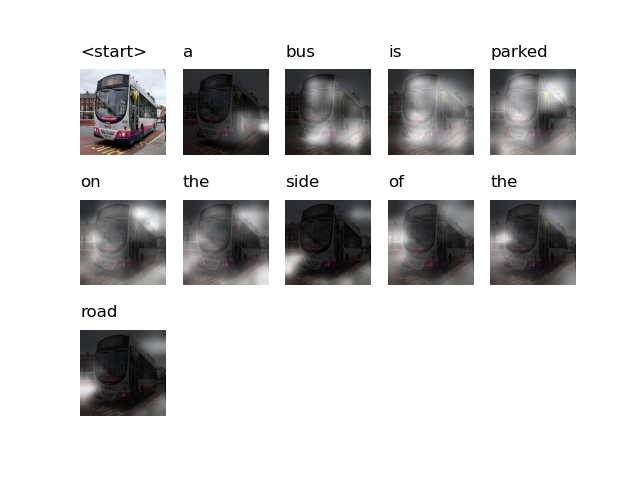 <start> a bus is parked
on the side of the
road